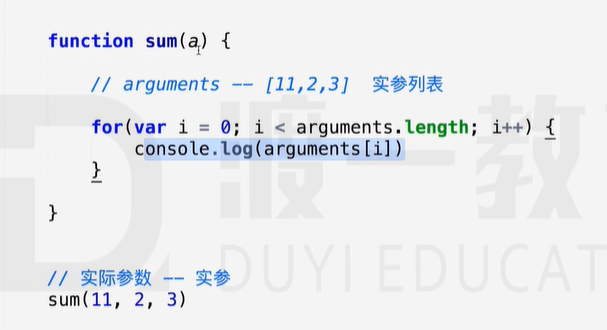 function sum(a) {
// arguments -- [11,2,3] 实参列表
for(var i = 0; i < arguments.length; i++) {
console.log(arguments[i])
}
}
// 实际参数 -- 实参
sum(11, 2, 3)
渡一教
DUYI EDUCAT